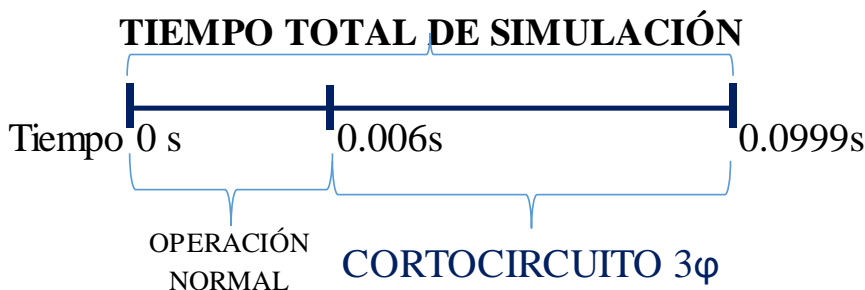 TIEMPO TOTAL DE SIMULACIÓN
Tiempo 0 s 0.006s 0.0999s
OPERACIÓN
NORMAL
CORTOCIRCUITO 3φ